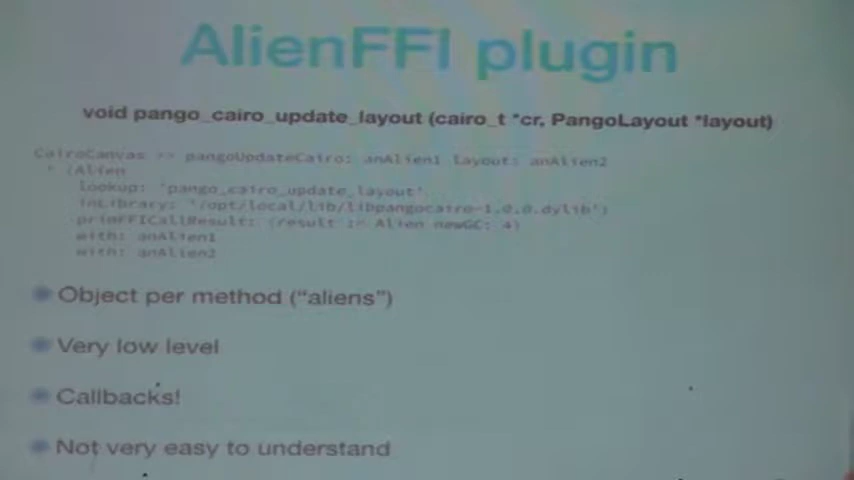 AlienFFI plugin
void pango_cairo_update_layout (cairo_t *cr, PangoLayout *layout)
CairoCanvas >> pangoUpdateCairo: anAlien1 layout: anAlien2
^ (Alien
lookup: 'pango_cairo_update_layout'
inLibrary: '/opt/local/lib/libpangocairo-1.0.0.dylib')
primFFICallResult: (result := Alien newGC: 4)
with: anAlien1
with: anAlien2
Object per method (“aliens”)
Very low level
Callbacks!
Not very easy to understand